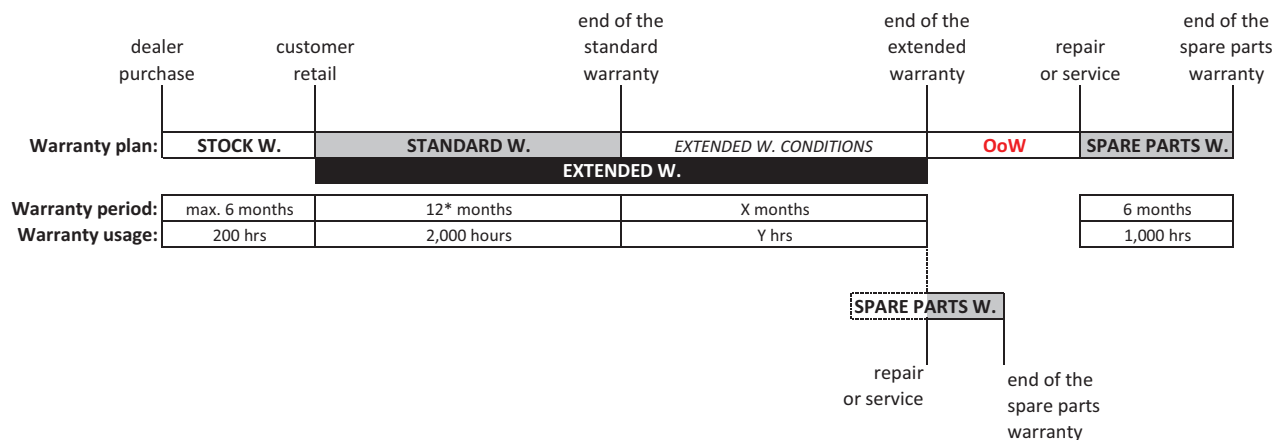 end of the
standard
warranty
end of the
extended
warranty
end of the
spare parts
warranty
dealer
purchase
customer
retail
repair
or service
Warranty plan: STOCK W. STANDARD W. EXTENDED W. CONDITIONS OoW SPARE PARTS W.
EXTENDED W.
Warranty period: max. 6 months 12* months X months 6 months
Warranty usage: 200 hrs 2,000 hours Y hrs 1,000 hrs
SPARE PARTS W.
repair
or service
end of the
spare parts
warranty